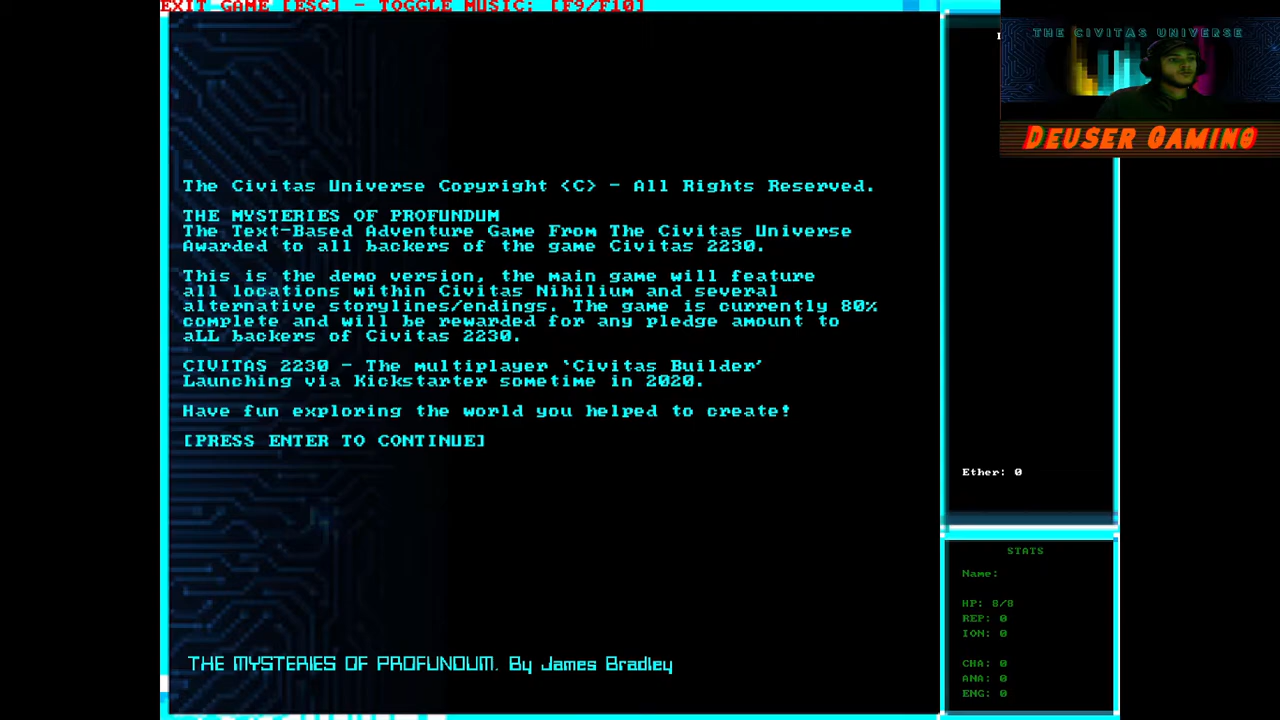 EXIT GAME [ESC] - TOGGLE MUSIC: [F9/F10]
THE CIVITAS UNIVERSE
DEUSER GAMING
The Civitas Universe Copyright <C> - All Rights Reserved.
THE MYSTERIES OF PROFUNDUM
The Text-Based Adventure Game From The Civitas Universe
Awarded to all backers of the game Civitas 2230.
This is the demo version, the main game will feature
all locations within Civitas Nihilium and several
alternative storylines/endings. The game is currently 80%
complete and will be rewarded for any pledge amount to
aLL backers of Civitas 2230.
CIVITAS 2230 - The multiplayer `Civitas Builder'
Launching via Kickstarter sometime in 2020.
Have fun exploring the world you helped to create!
[PRESS ENTER TO CONTINUE]
THE MYSTERIES OF PROFUNDUM. By James Bradley
Ether: 0
STATS
Name:
HP: 8/8
REP: 0
ION: 0
CHA: 0
ANA: 0
ENG: 0